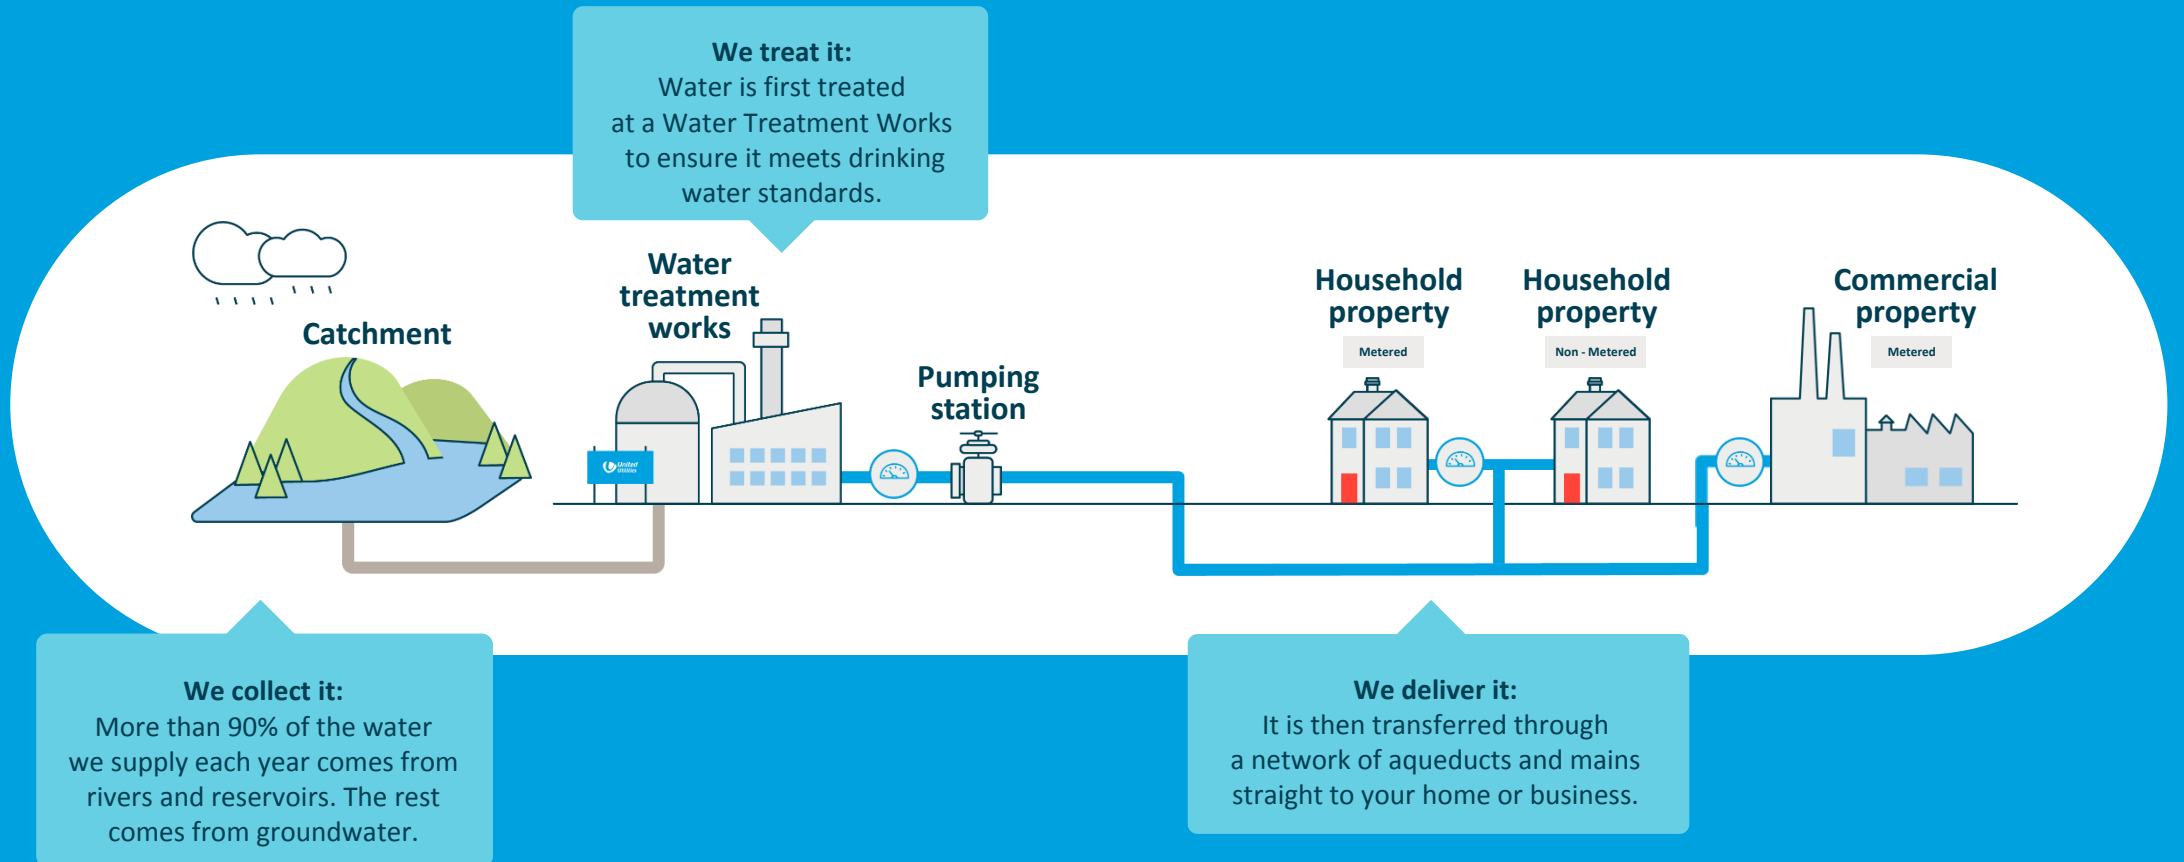 We treat it:
Water is first treated
at a Water Treatment Works
to ensure it meets drinking
water standards.
Catchment
Water
treatment
works
United
Utilities
Pumping
station
Household
property
Metered
Household
property
Non - Metered
Commercial
property
Metered
We collect it:
More than 90% of the water
we supply each year comes from
rivers and reservoirs. The rest
comes from groundwater.
We deliver it:
It is then transferred through
a network of aqueducts and mains
straight to your home or business.